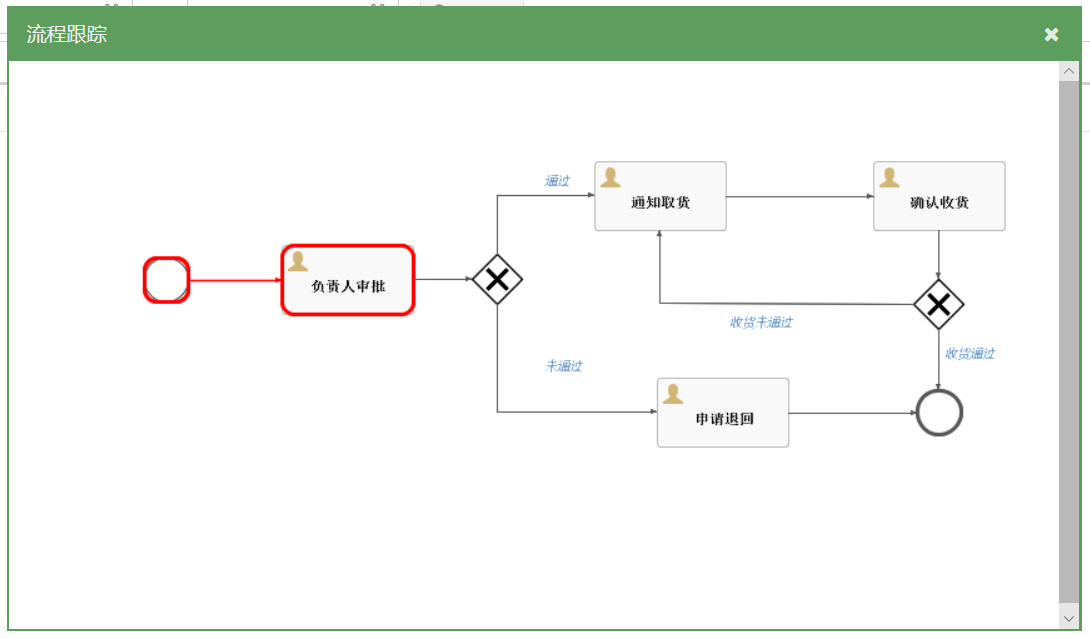 流程跟踪
通过
通知取货
确认收货
负责人审批
收货未通过
收货通过
未通过
申请退回